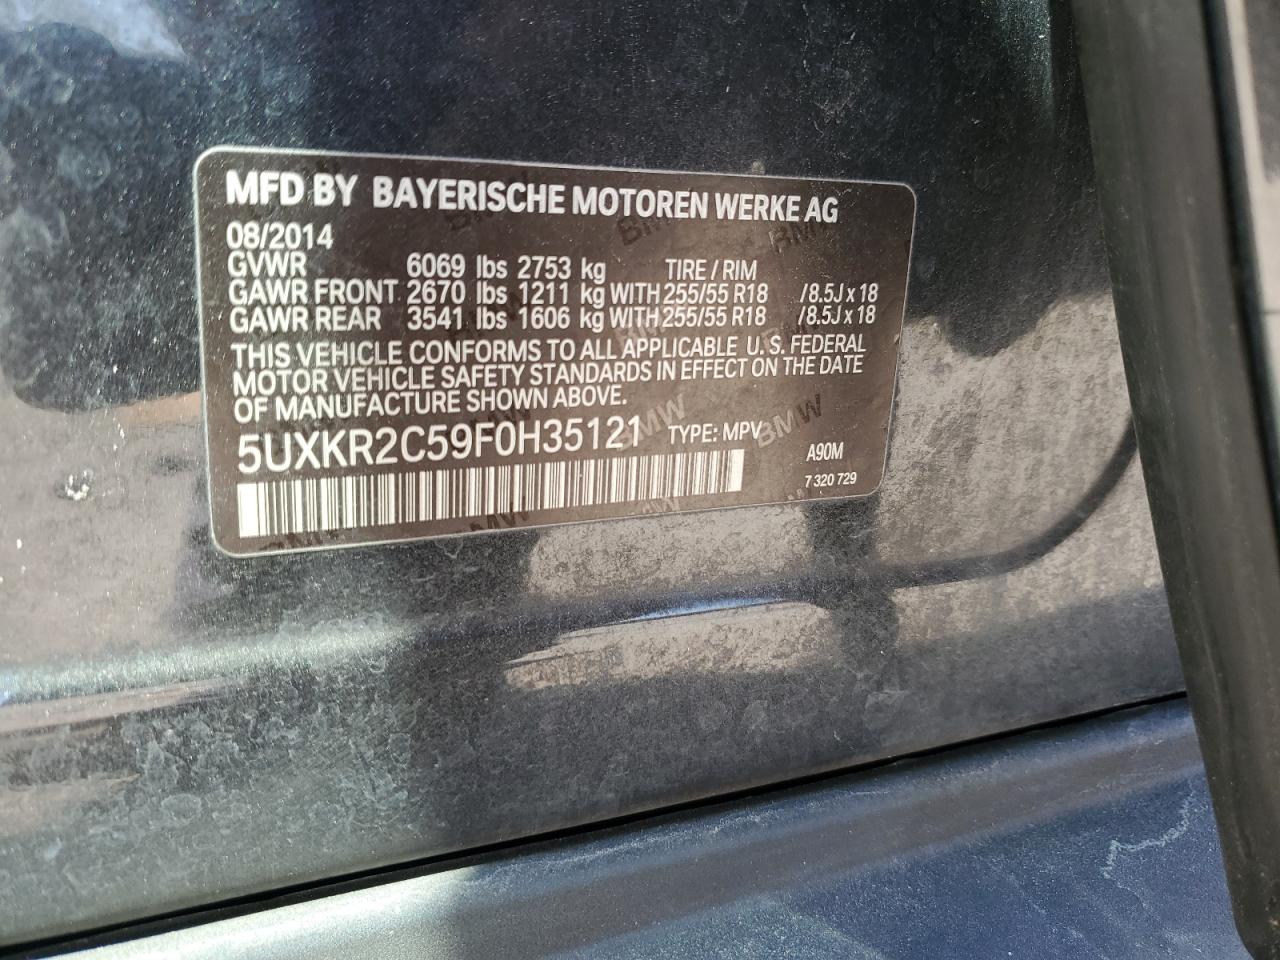 MFD BY BAYERISCHE MOTOREN WERKE AG
08/2014
GVWR 6069 lbs 2753 kg TIRE / RIM
GAWR FRONT 2670 lbs 1211 kg WITH 255/55 R18 /8.5J x 18
GAWR REAR 3541 lbs 1606 kg WITH 255/55 R18 /8.5J x 18
THIS VEHICLE CONFORMS TO ALL APPLICABLE U. S. FEDERAL
MOTOR VEHICLE SAFETY STANDARDS IN EFFECT ON THE DATE
OF MANUFACTURE SHOWN ABOVE.
5UXKR2C59F0H35121 TYPE: MPV
A90M
7 320 729